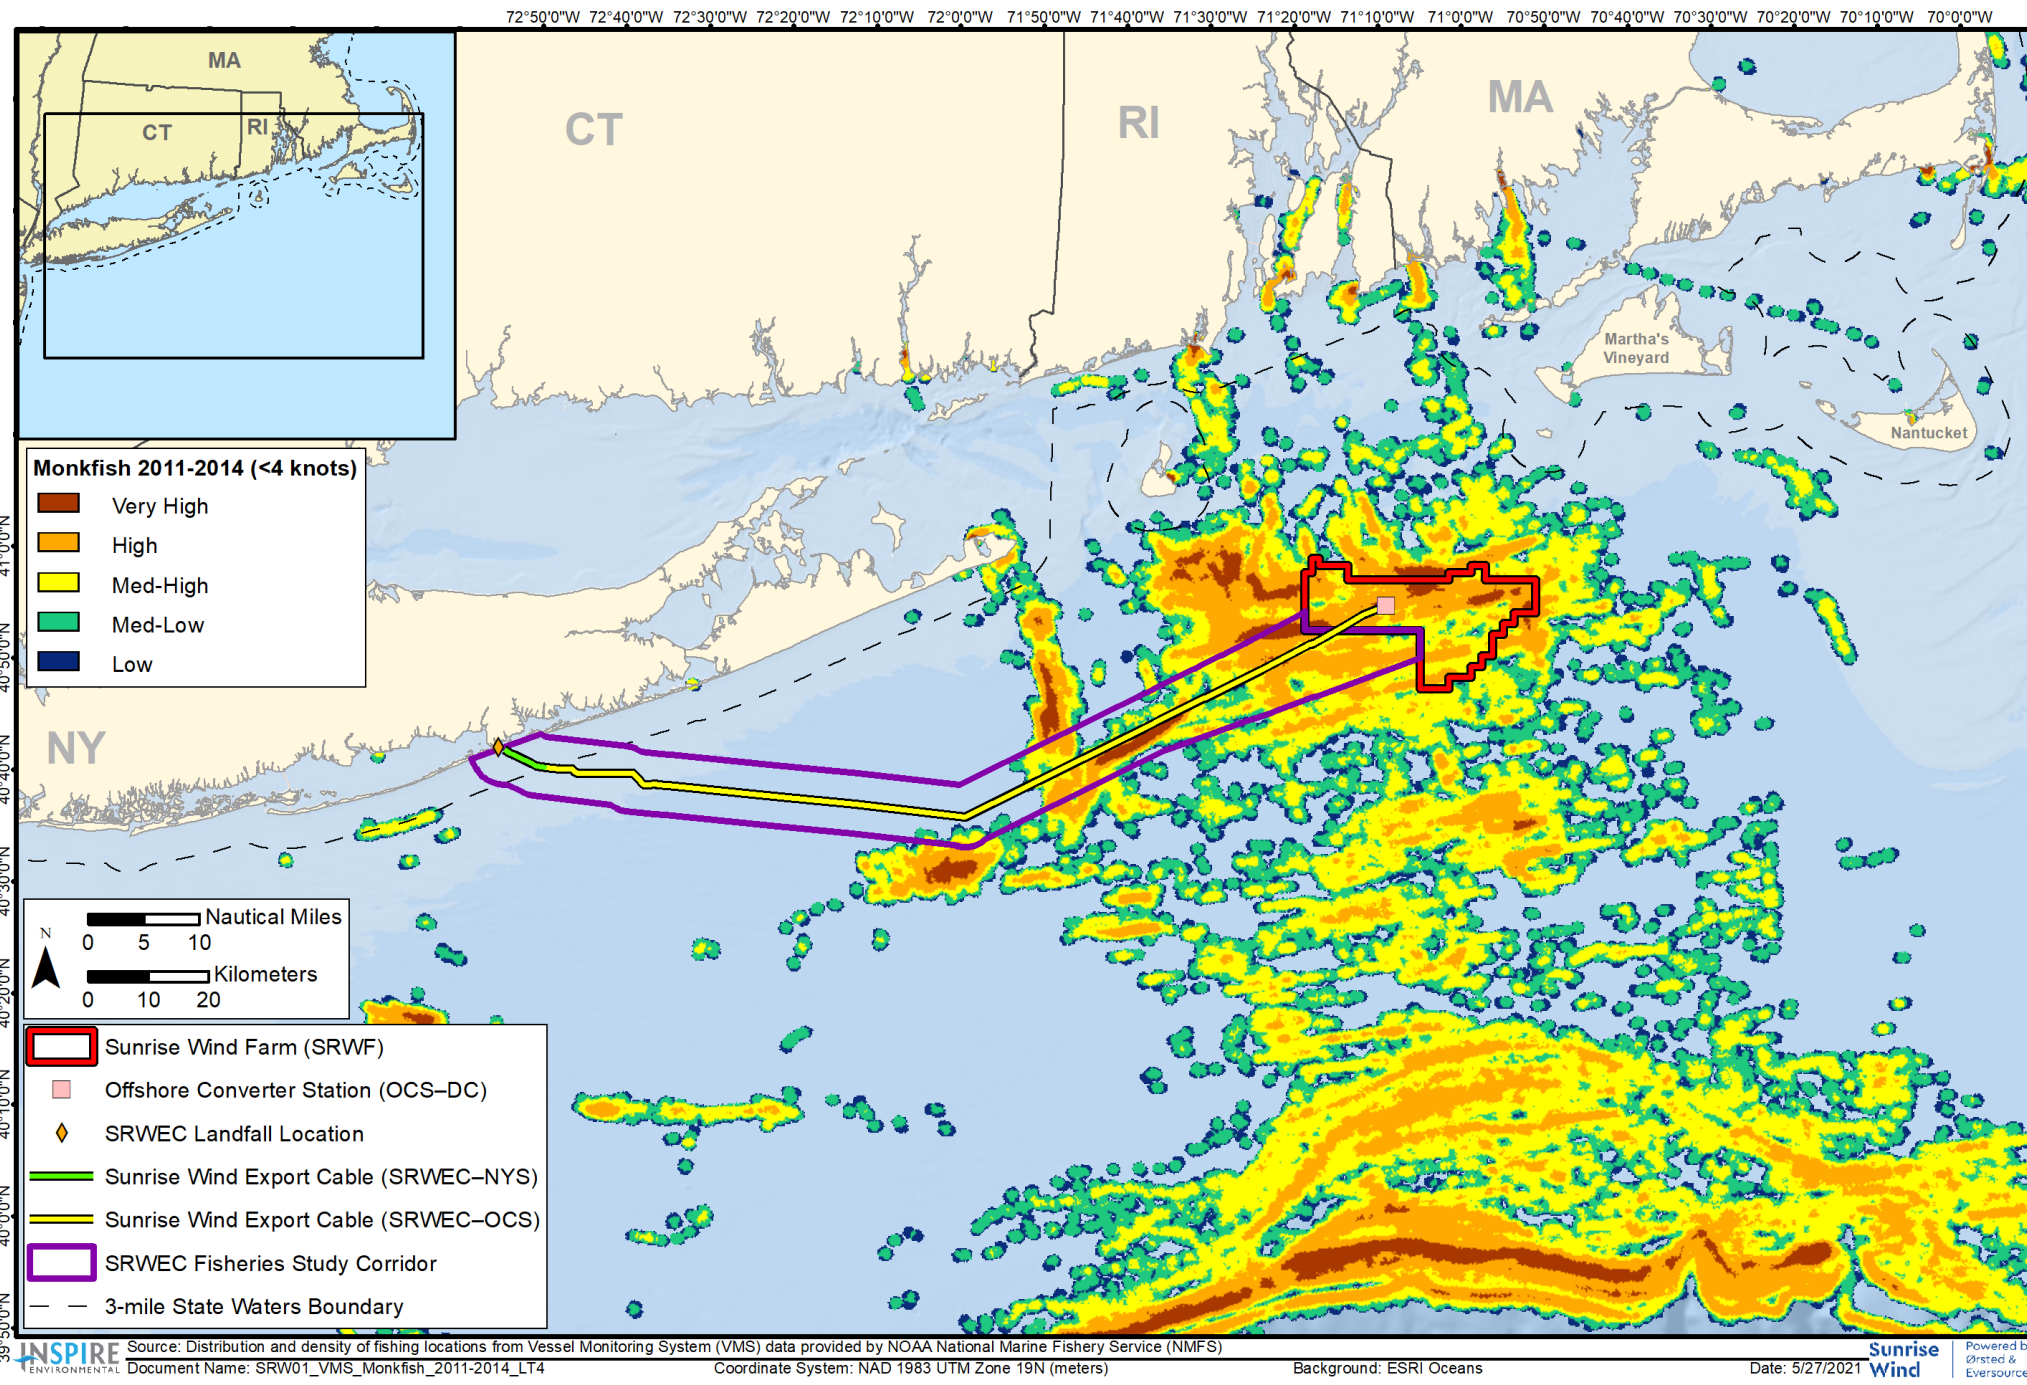 72°50'0"W 72°40'0"W 72°30'0"W 72°20'0"W 72°10'0"W 72°0'0"W 71°50'0"W 71°40'0"W 71°30'0"W 71°20'0"W 71°10'0"W 71°0'0"W 70°50'0"W 70°40'0"W 70°30'0"W 70°20'0"W 70°10'0"W 70°0'0"W
MA
CT
RI
CT
RI
MA
Martha's
Vineyard
Nantucket
NY
Monkfish 2011-2014 (<4 knots)
Very High
High
Med-High
Med-Low
Low
41°0'0"N
40°50'0"N
40°40'0"N
40°30'0"N
40°20'0"N
40°10'0"N
40°0'0"N
39°50'0"N
N
Nautical Miles
0 5 10
Kilometers
0 10 20
Sunrise Wind Farm (SRWF)
Offshore Converter Station (OCS–DC)
SRWEC Landfall Location
Sunrise Wind Export Cable (SRWEC–NYS)
Sunrise Wind Export Cable (SRWEC–OCS)
SRWEC Fisheries Study Corridor
3-mile State Waters Boundary
INSPIRE
ENVIRONMENTAL
Source: Distribution and density of fishing locations from Vessel Monitoring System (VMS) data provided by NOAA National Marine Fishery Service (NMFS)
Document Name: SRW01_VMS_Monkfish_2011-2014_LT4 Coordinate System: NAD 1983 UTM Zone 19N (meters) Background: ESRI Oceans Date: 5/27/2021
Sunrise
Wind
Powered by
Ørsted &
Eversource